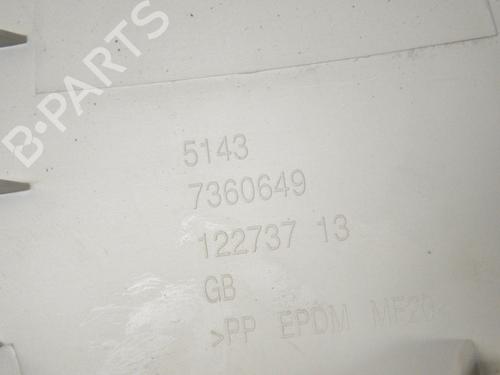 B-PARTS
5143
7360649
122737 13
GB
>PP EPDM MF20